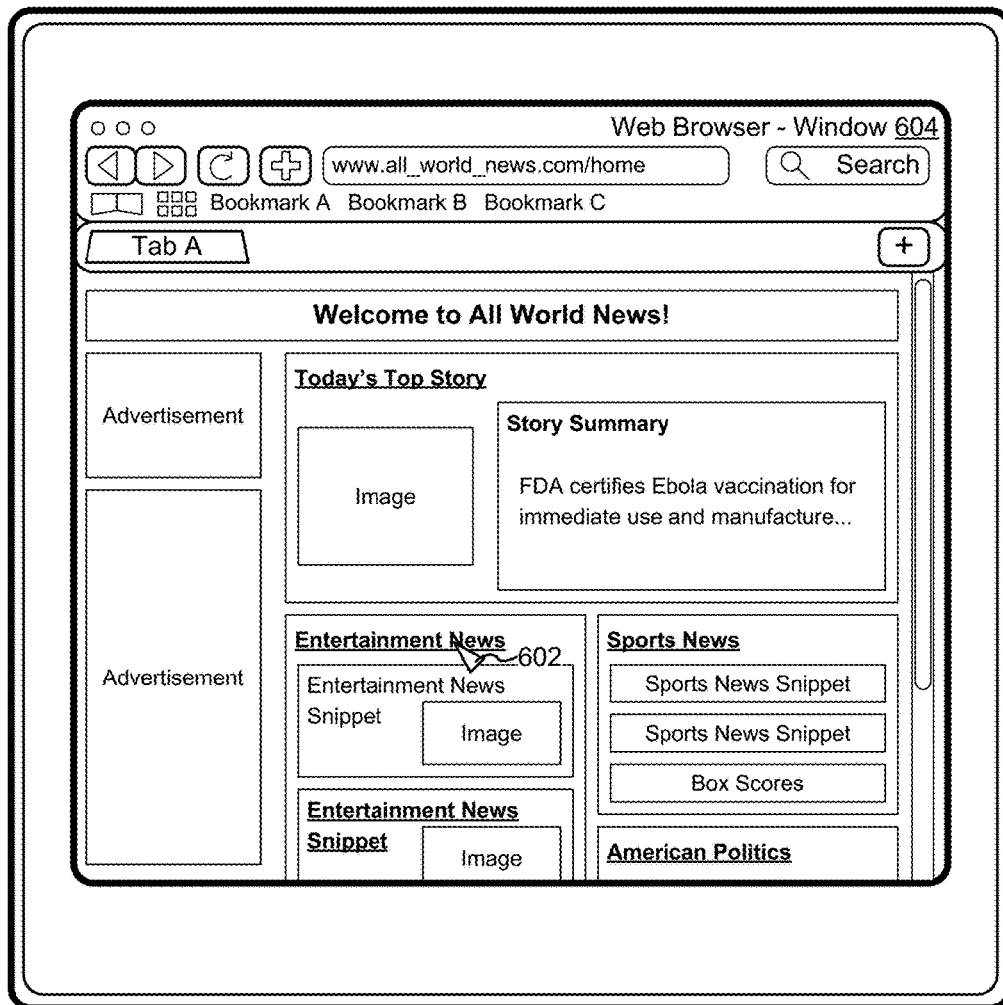 Web Browser - Window 604
www.all_world_news.com/home
Search
Bookmark A Bookmark B Bookmark C
Tab A
+
Welcome to All World News!
Advertisement
Today's Top Story
Image
Story Summary
FDA certifies Ebola vaccination for
immediate use and manufacture...
Advertisement
Entertainment News
602
Entertainment News
Snippet
Image
Entertainment News
Snippet
Image
Sports News
Sports News Snippet
Sports News Snippet
Box Scores
American Politics